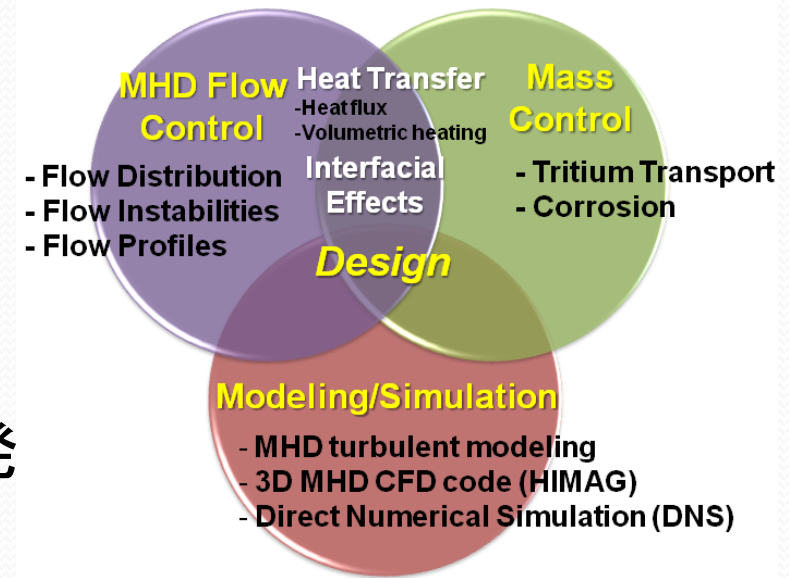 MHD Flow
Control
- Flow Distribution
- Flow Instabilities
- Flow Profiles
Heat Transfer
-Heat flux
-Volumetric heating
Interfacial
Effects
Mass
Control
- Tritium Transport
- Corrosion
Design
発
Modeling/Simulation
- MHD turbulent modeling
- 3D MHD CFD code (HIMAG)
- Direct Numerical Simulation (DNS)